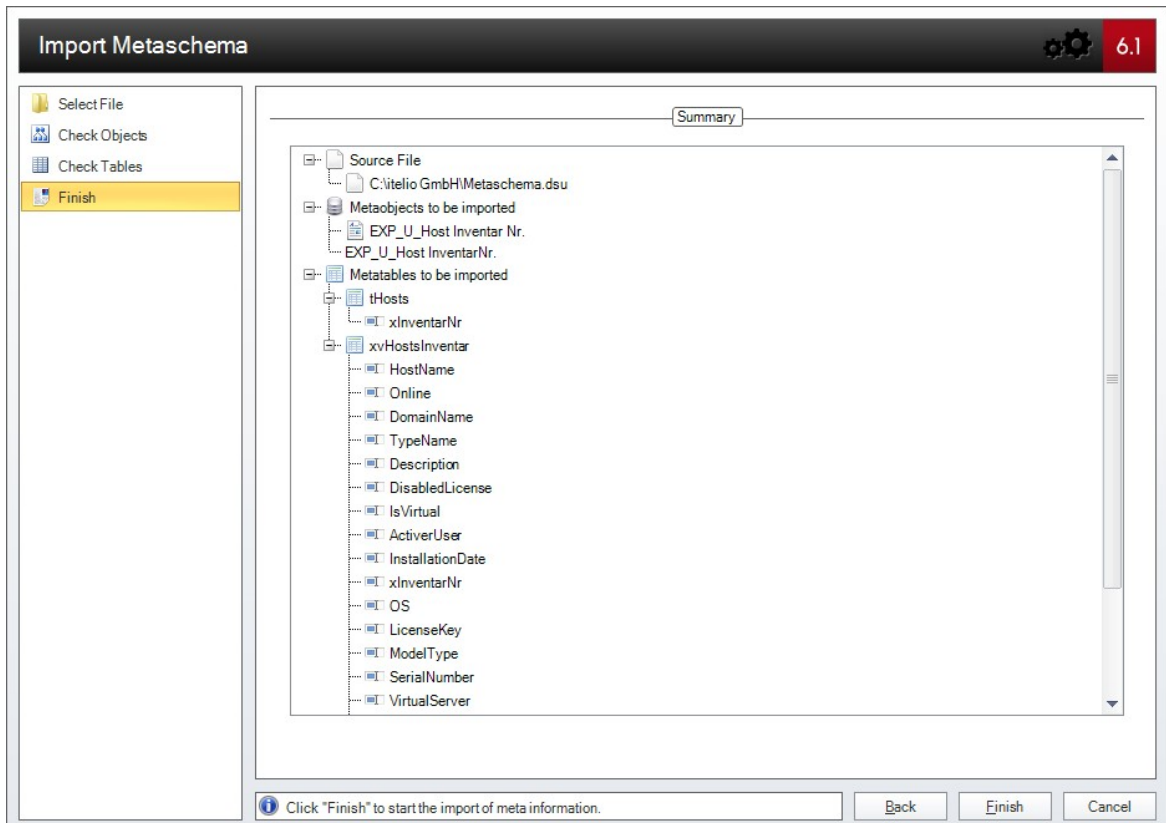 Import Metaschema
6.1
Select File
Check Objects
Check Tables
Finish
Summary
Source File
C:\itelio GmbH\Metaschema.dsu
Metaobjects to be imported
EXP_U_Host Inventar Nr.
EXP_U_Host InventarNr.
Metatables to be imported
tHosts
xInventarNr
xvHostsInventar
HostName
Online
DomainName
TypeName
Description
DisabledLicense
IsVirtual
ActiverUser
InstallationDate
xInventarNr
OS
LicenseKey
ModelType
SerialNumber
VirtualServer
Click "Finish" to start the import of meta information.
Back
Finish
Cancel